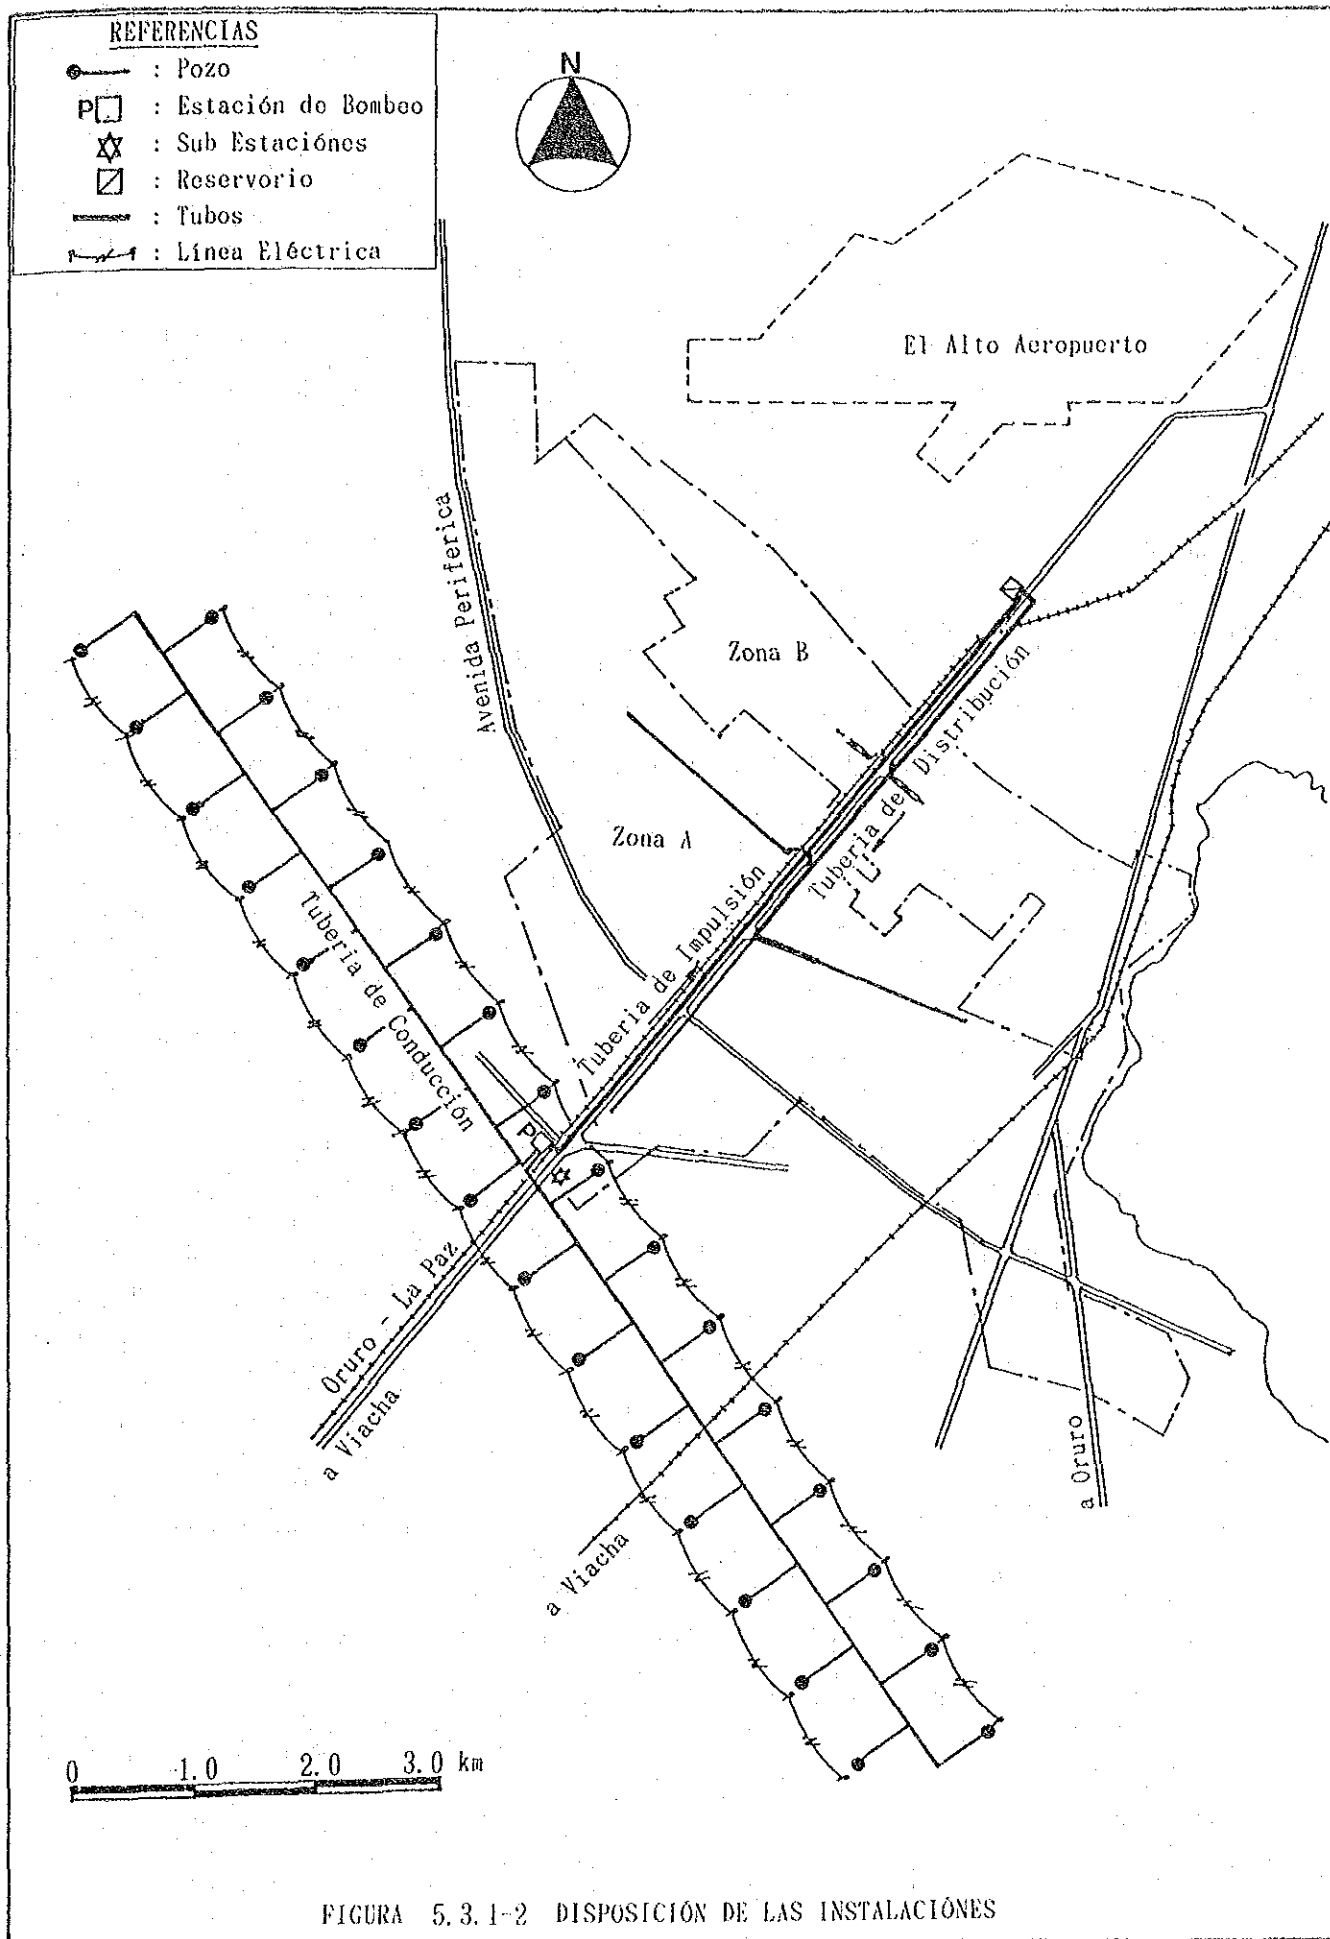 REFERENCIAS
: Pozo
P : Estación de Bombeo
: Sub Estaciónes
: Reservorio
: Tubos
: Línea Eléctrica
N
El Alto Aeropuerto
Avenida Periferica
Zona B
Zona A
Tuberia de Distribución
Tuberia de Impulsión
Tuberia de Conducción
P
Oruro - La Paz
a Viacha
a Viacha
a Oruro
0 1.0 2.0 3.0 km
FIGURA 5.3.1-2 DISPOSICIÓN DE LAS INSTALACIÓNES